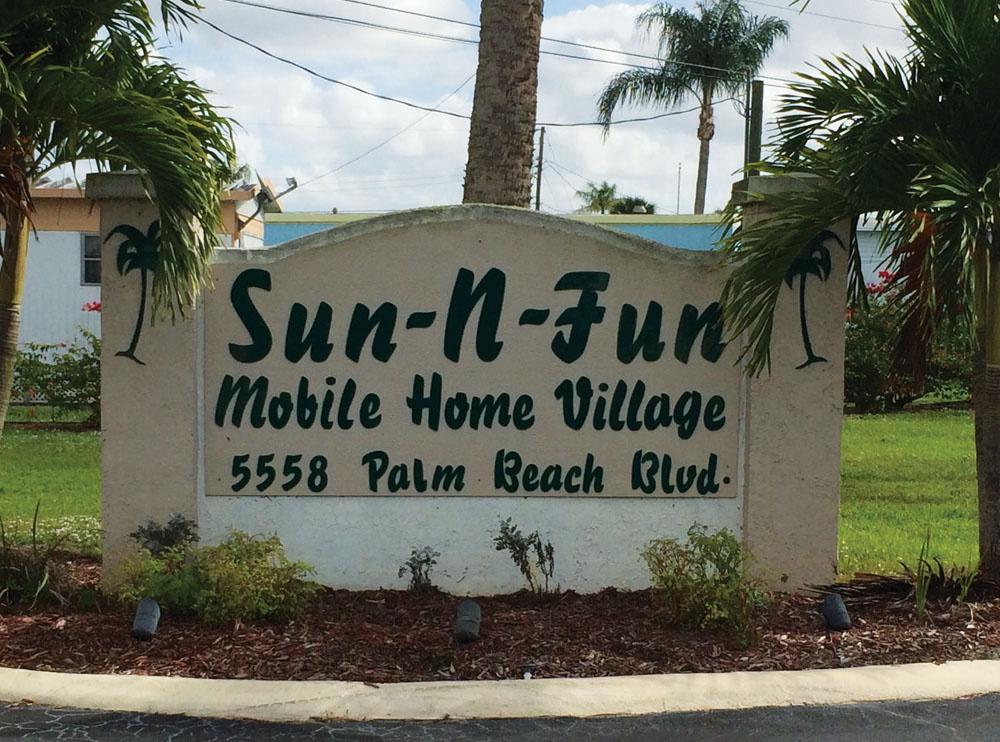 Sun-N-Fun
Mobile Home Village
5558 Palm Beach Blvd.